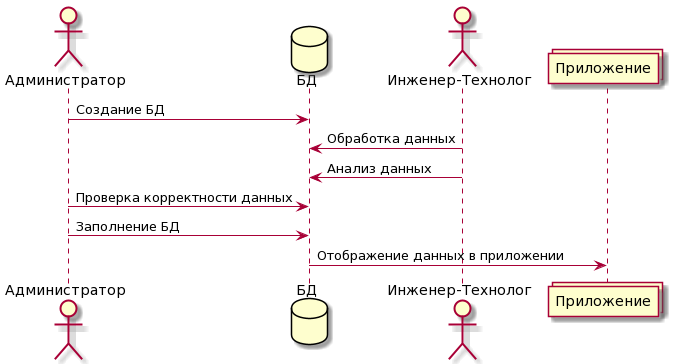 Администратор
БД
Инженер-Технолог
Приложение
Создание БД
Обработка данных
Анализ данных
Проверка корректности данных
Заполнение БД
Отображение данных в приложении
Администратор
БД
Инженер-Технолог
Приложение